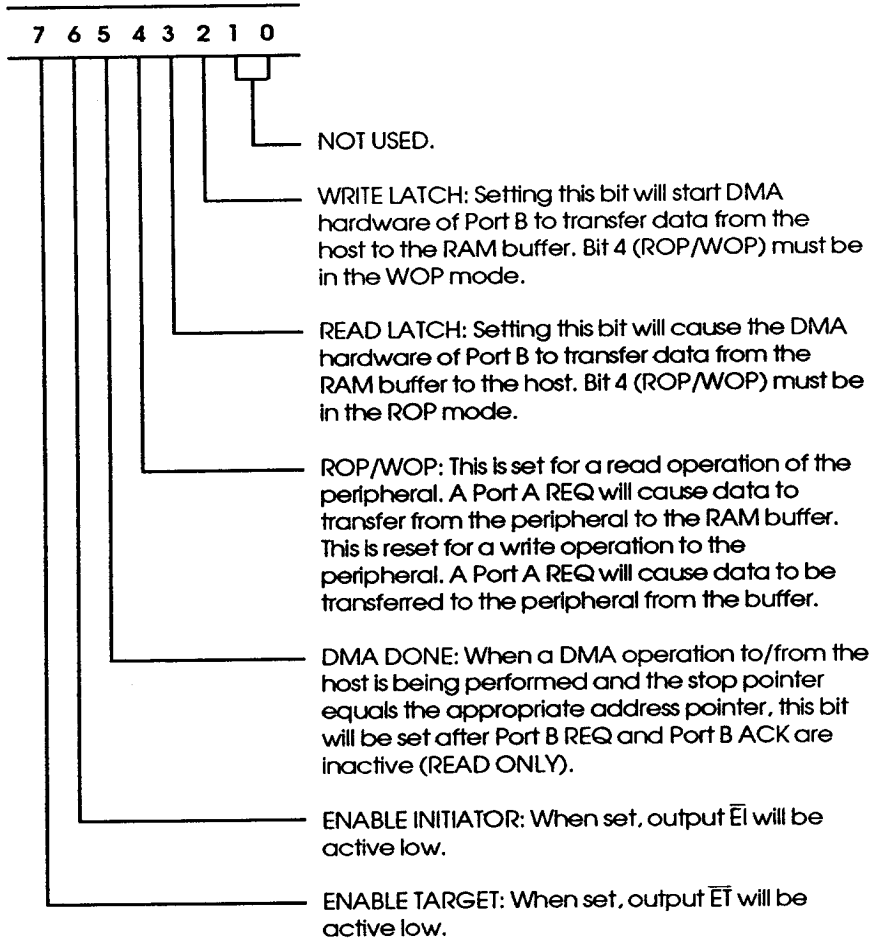 7 6 5 4 3 2 1 0
NOT USED.
WRITE LATCH: Setting this bit will start DMA
hardware of Port B to transfer data from the
host to the RAM buffer. Bit 4 (ROP/WOP) must be
in the WOP mode.
READ LATCH: Setting this bit will cause the DMA
hardware of Port B to transfer data from the
RAM buffer to the host. Bit 4 (ROP/WOP) must be
in the ROP mode.
ROP/WOP: This is set for a read operation of the
peripheral. A Port A REQ will cause data to
transfer from the peripheral to the RAM buffer.
This is reset for a write operation to the
peripheral. A Port A REQ will cause data to be
transferred to the peripheral from the buffer.
DMA DONE: When a DMA operation to/from the
host is being performed and the stop pointer
equals the appropriate address pointer, this bit
will be set after Port B REQ and Port B ACK are
inactive (READ ONLY).
ENABLE INITIATOR: When set, output E̅I̅ will be
active low.
ENABLE TARGET: When set, output E̅T̅ will be
active low.